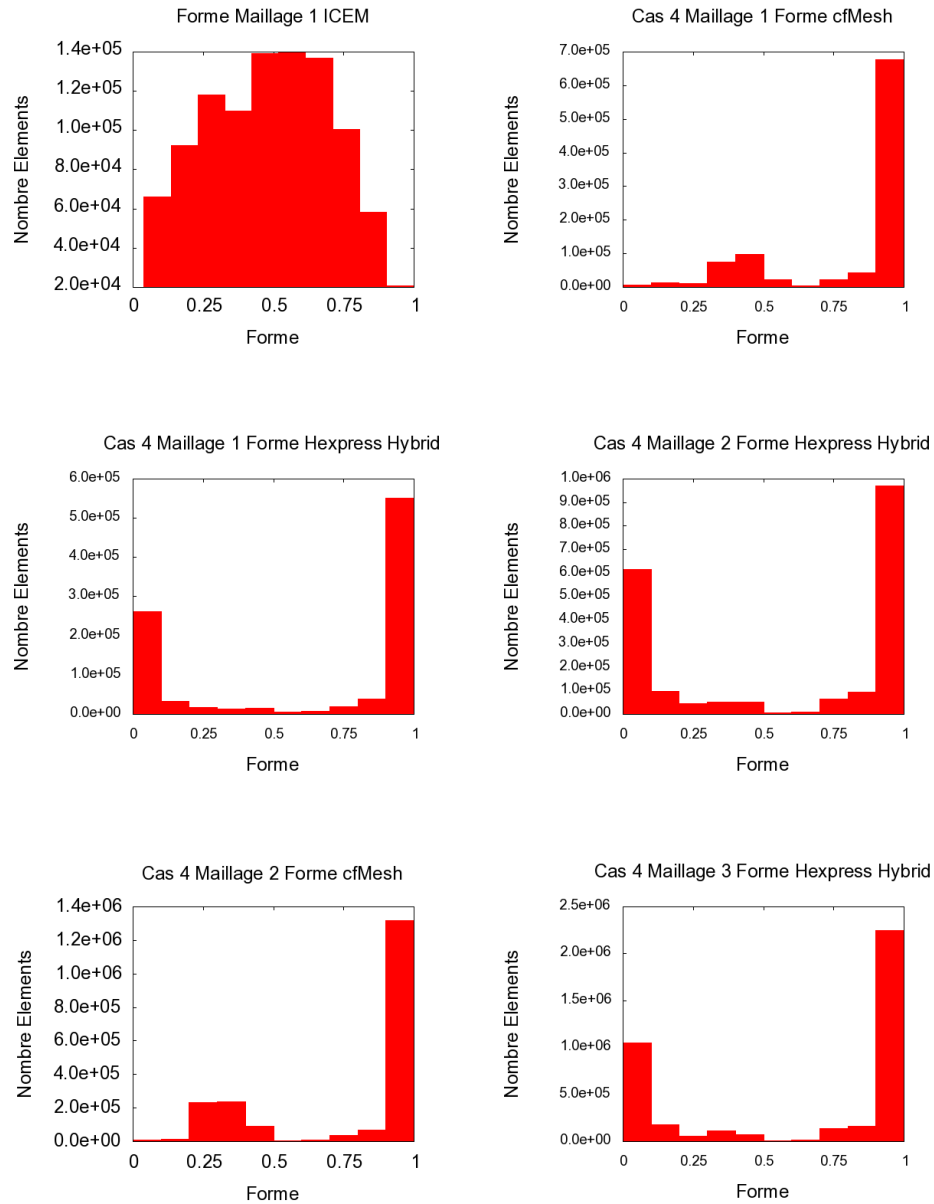 Forme Maillage 1 ICEM
1.4e+05
1.2e+05
1.0e+05
8.0e+04
6.0e+04
4.0e+04
2.0e+04
Nombre Elements
0 0.25 0.5 0.75 1
Forme
Cas 4 Maillage 1 Forme cfMesh
7.0e+05
6.0e+05
5.0e+05
4.0e+05
3.0e+05
2.0e+05
1.0e+05
0.0e+00
Nombre Elements
0 0.25 0.5 0.75 1
Forme
Cas 4 Maillage 1 Forme Hexpress Hybrid
6.0e+05
5.0e+05
4.0e+05
3.0e+05
2.0e+05
1.0e+05
0.0e+00
Nombre Elements
0 0.25 0.5 0.75 1
Forme
Cas 4 Maillage 2 Forme Hexpress Hybrid
1.0e+06
9.0e+05
8.0e+05
7.0e+05
6.0e+05
5.0e+05
4.0e+05
3.0e+05
2.0e+05
1.0e+05
0.0e+00
Nombre Elements
0 0.25 0.5 0.75 1
Forme
Cas 4 Maillage 2 Forme cfMesh
1.4e+06
1.2e+06
1.0e+06
8.0e+05
6.0e+05
4.0e+05
2.0e+05
0.0e+00
Nombre Elements
0 0.25 0.5 0.75 1
Forme
Cas 4 Maillage 3 Forme Hexpress Hybrid
2.5e+06
2.0e+06
1.5e+06
1.0e+06
5.0e+05
0.0e+00
Nombre Elements
0 0.25 0.5 0.75 1
Forme